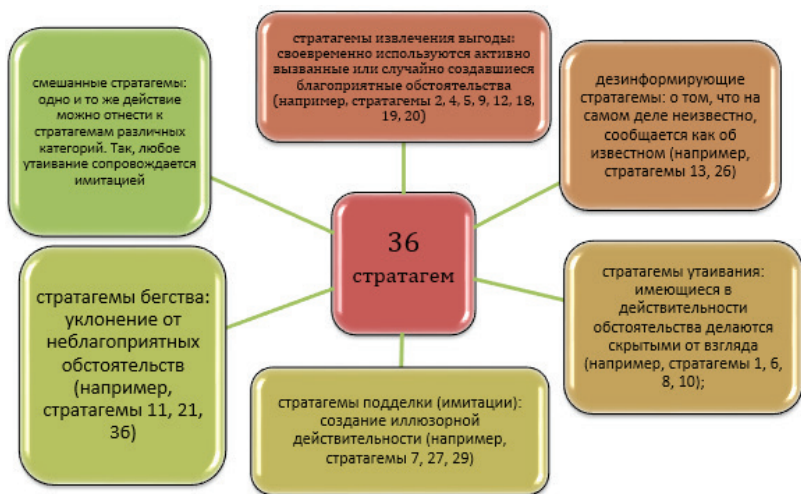 стратагемы извлечения выгоды:
своевременно используются активно
вызванные или случайно создавшиеся
благоприятные обстоятельства
(например, стратагемы 2, 4, 5, 9, 12, 18,
19, 20)
дезинформирующие
стратагемы: о том, что на
самом деле неизвестно,
сообщается как об
известном (например,
стратагемы 13, 26)
стратагемы утаивания:
имеющиеся в
действительности
обстоятельства делаются
скрытыми от взгляда
(например, стратагемы 1, 6,
8, 10);
стратагемы подделки (имитации):
создание иллюзорной
действительности (например,
стратагемы 7, 27, 29)
стратагемы бегства:
уклонение от
неблагоприятных
обстоятельств
(например,
стратагемы 11, 21,
36)
смешанные стратагемы:
одно и то же действие
можно отнести к
стратагемам различных
категорий. Так, любое
утаивание сопровождается
имитацией
36
стратагем